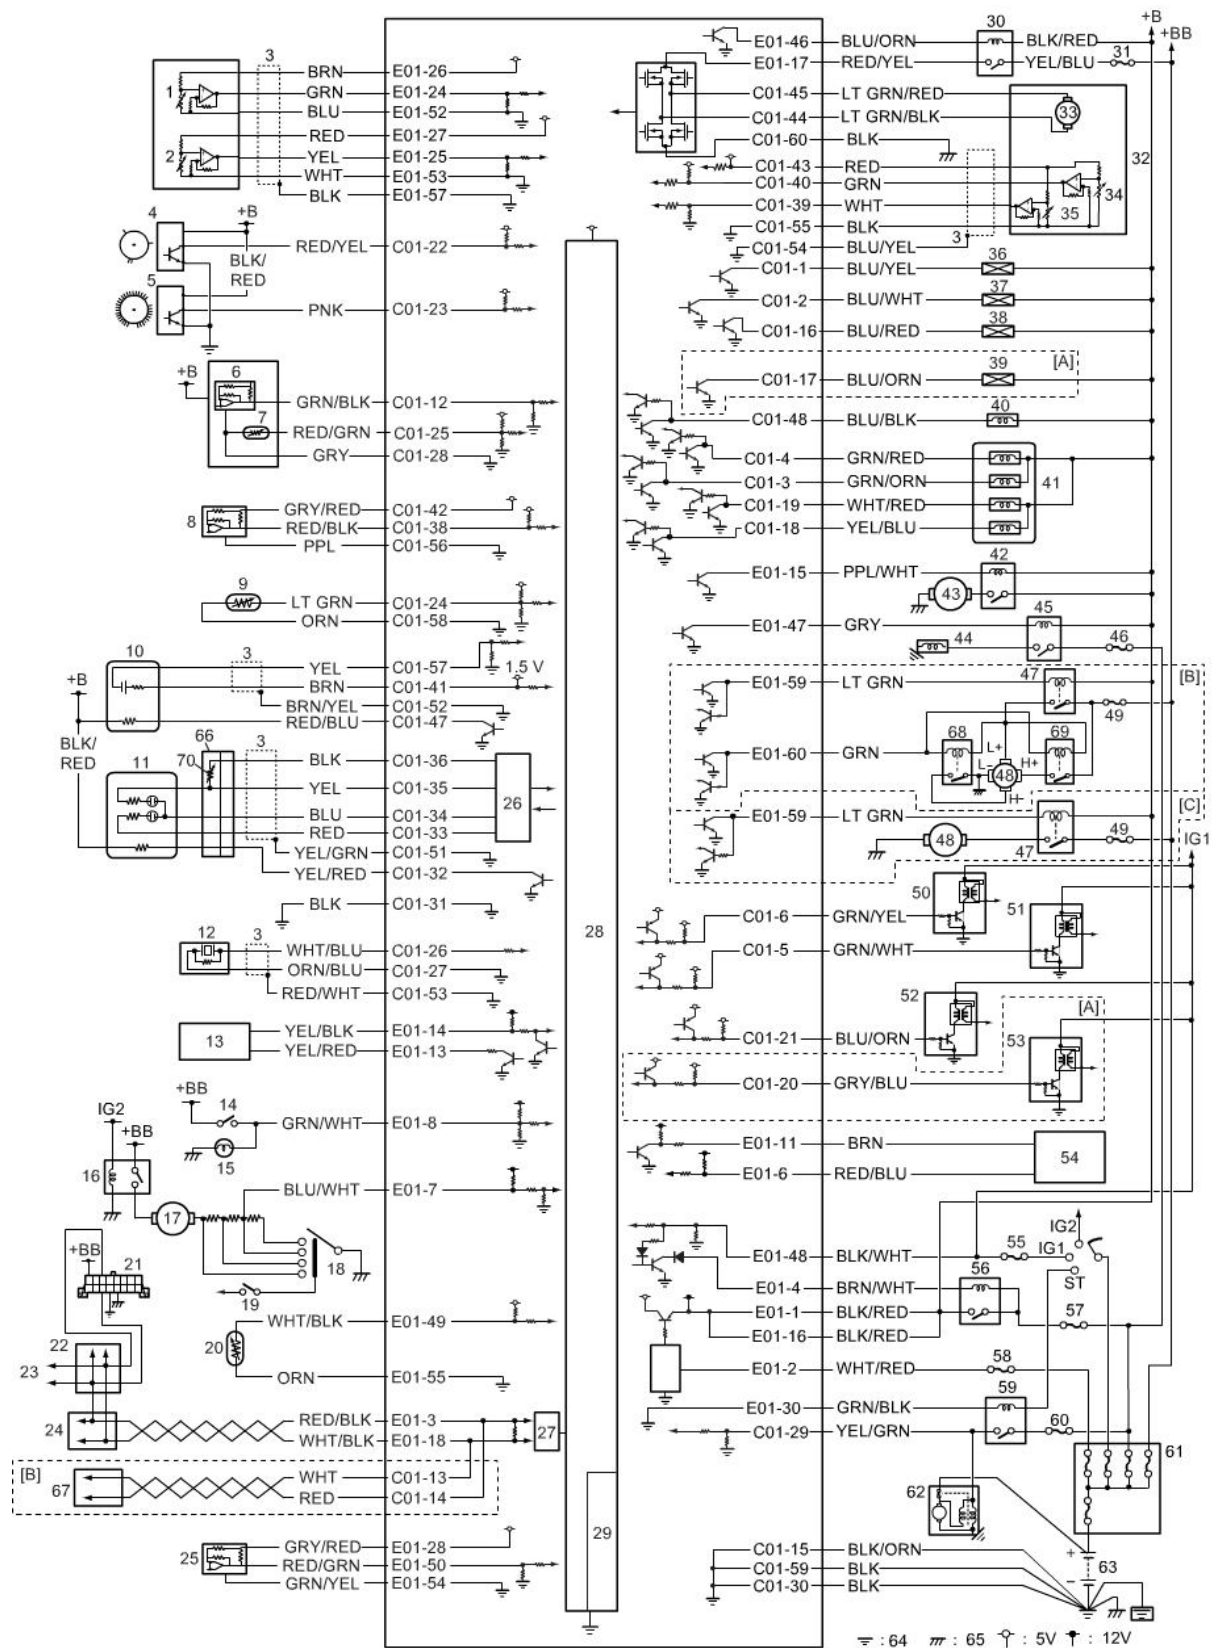 +B
+BB
30
E01-46 BLU/ORN BLK/RED
E01-17 RED/YEL YEL/BLU 31
C01-45 LT GRN/RED
33
C01-44 LT GRN/BLK
C01-60 BLK
32
C01-43 RED
C01-40 GRN
34
C01-39 WHT
35
C01-55 BLK
C01-54 BLU/YEL 3
36
C01-1 BLU/YEL
37
C01-2 BLU/WHT
38
C01-16 BLU/RED
[A]
39
C01-17 BLU/ORN
40
C01-48 BLU/BLK
C01-4 GRN/RED
C01-3 GRN/ORN
41
C01-19 WHT/RED
C01-18 YEL/BLU
42
E01-15 PPL/WHT
43
45
E01-47 GRY
44
46
47
[B]
E01-59 LT GRN
49
68
69
L+
E01-60 GRN
L-
48
H+
H-
[C]
E01-59 LT GRN
49
IG1
48
47
50
51
C01-6 GRN/YEL
C01-5 GRN/WHT
52
[A]
C01-21 BLU/ORN
53
C01-20 GRY/BLU
E01-11 BRN
54
E01-6 RED/BLU
IG2
E01-48 BLK/WHT 55 IG1
ST
56
E01-4 BRN/WHT
E01-1 BLK/RED
57
E01-16 BLK/RED
E01-2 WHT/RED 58
59
E01-30 GRN/BLK
C01-29 YEL/GRN 60
61
62
C01-15 BLK/ORN
+
C01-59 BLK
63
C01-30 BLK
−
3
BRN E01-26
1
GRN E01-24
BLU E01-52
RED E01-27
2
YEL E01-25
WHT E01-53
BLK E01-57
4
+B
RED/YEL C01-22
BLK/
RED
5
PNK C01-23
+B
6
GRN/BLK C01-12
7
RED/GRN C01-25
GRY C01-28
8
GRY/RED C01-42
RED/BLK C01-38
PPL C01-56
9
LT GRN C01-24
ORN C01-58
10
3
YEL C01-57
1.5 V
+B
BRN C01-41
BRN/YEL C01-52
RED/BLU C01-47
BLK/
RED
66
3
BLK C01-36
11
70
YEL C01-35
26
BLU C01-34
RED C01-33
YEL/GRN C01-51
YEL/RED C01-32
BLK C01-31
28
12
3
WHT/BLU C01-26
ORN/BLU C01-27
RED/WHT C01-53
13
YEL/BLK E01-14
YEL/RED E01-13
+BB
14
GRN/WHT E01-8
IG2
+BB
15
16
BLU/WHT E01-7
17
+BB
21
18
19
WHT/BLK E01-49
20
22
23
ORN E01-55
24
RED/BLK E01-3
27
WHT/BLK E01-18
[B]
67
WHT C01-13
RED C01-14
29
25
GRY/RED E01-28
RED/GRN E01-50
GRN/YEL E01-54
: 64 : 65 : 5V : 12V